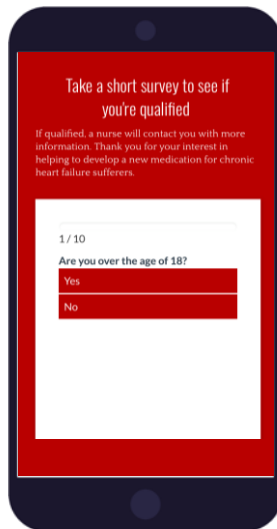 Take a short survey to see if
you're qualified
If qualified, a nurse will contact you with more
information. Thank you for your interest in
helping to develop a new medication for chronic
heart failure sufferers.
1 / 10
Are you over the age of 18?
Yes
No